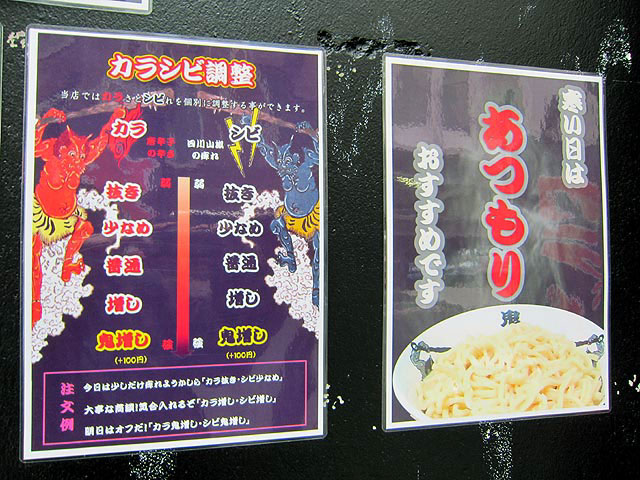 カラシビ調整
当店ではカラさとシビれを個別に調整する事ができます。
カラ
唐辛子の辛さ
シビ
四川山椒の痺れ
弱 弱
抜き 抜き
少なめ 少なめ
普通 普通
増し 増し
鬼増し 鬼増し
強 強
(+100円) (+100円)
注文例
今日は少しだけ痺れようかしら「カラ抜き・シビ少なめ」
大事な商談!気合入れるぞ「カラ増し・シビ増し」
明日はオフだ!「カラ鬼増し・シビ鬼増し」
寒い日は
あつもり
おすすめです
鬼